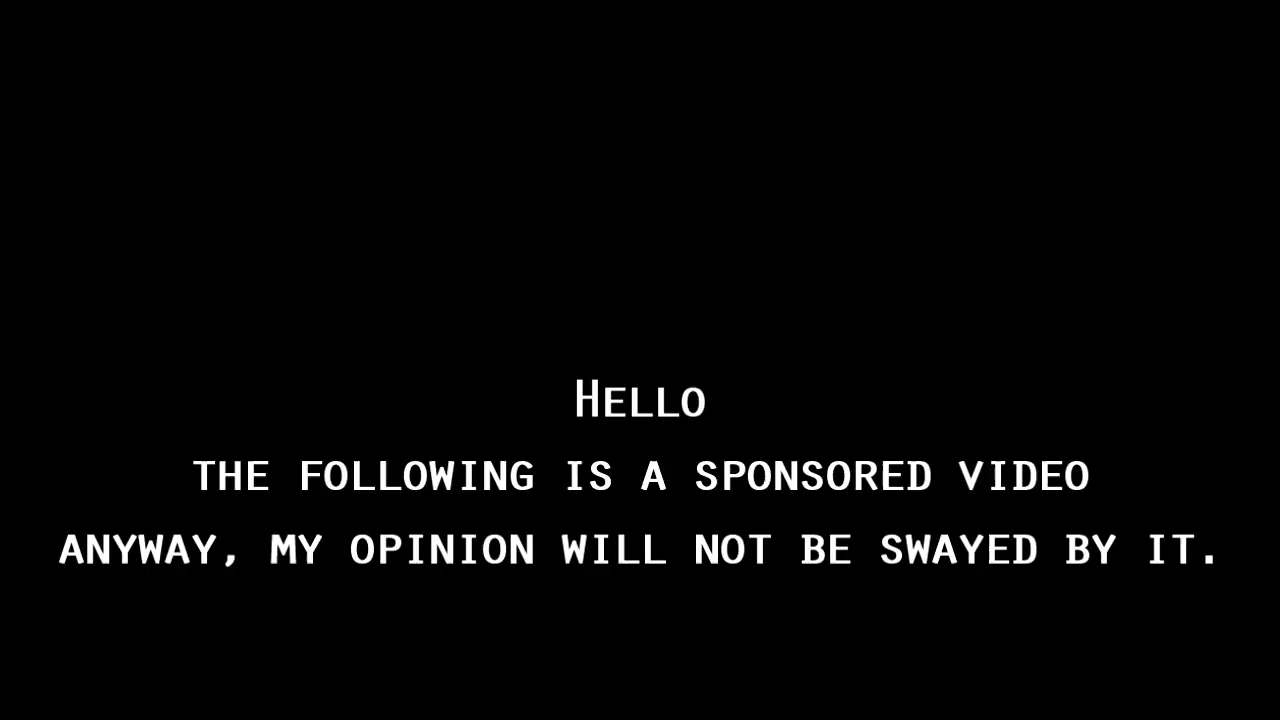 Hello
the following is a sponsored video
anyway, my opinion will not be swayed by it.